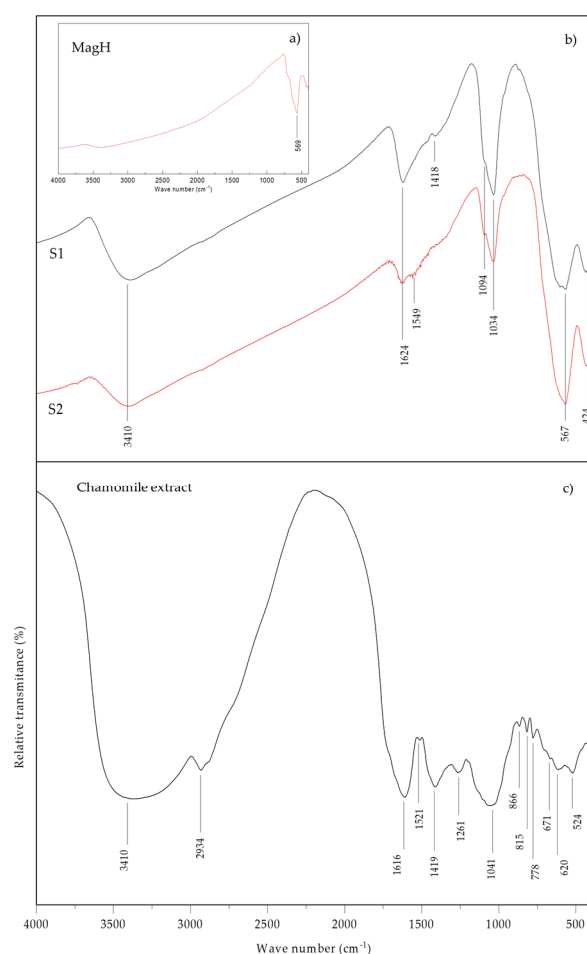 MagH
a)
b)
589
4000 3500 3000 2500 2000 1500 1000 500
Wave number (cm⁻¹)
S1
S2
3410
1624
1549
1418
1094
1034
567
424
Chamomile extract
c)
Relative transmitance (%)
3410
2934
1616
1521
1419
1261
1041
866
815
778
671
620
524
4000 3500 3000 2500 2000 1500 1000 500
Wave number (cm⁻¹)